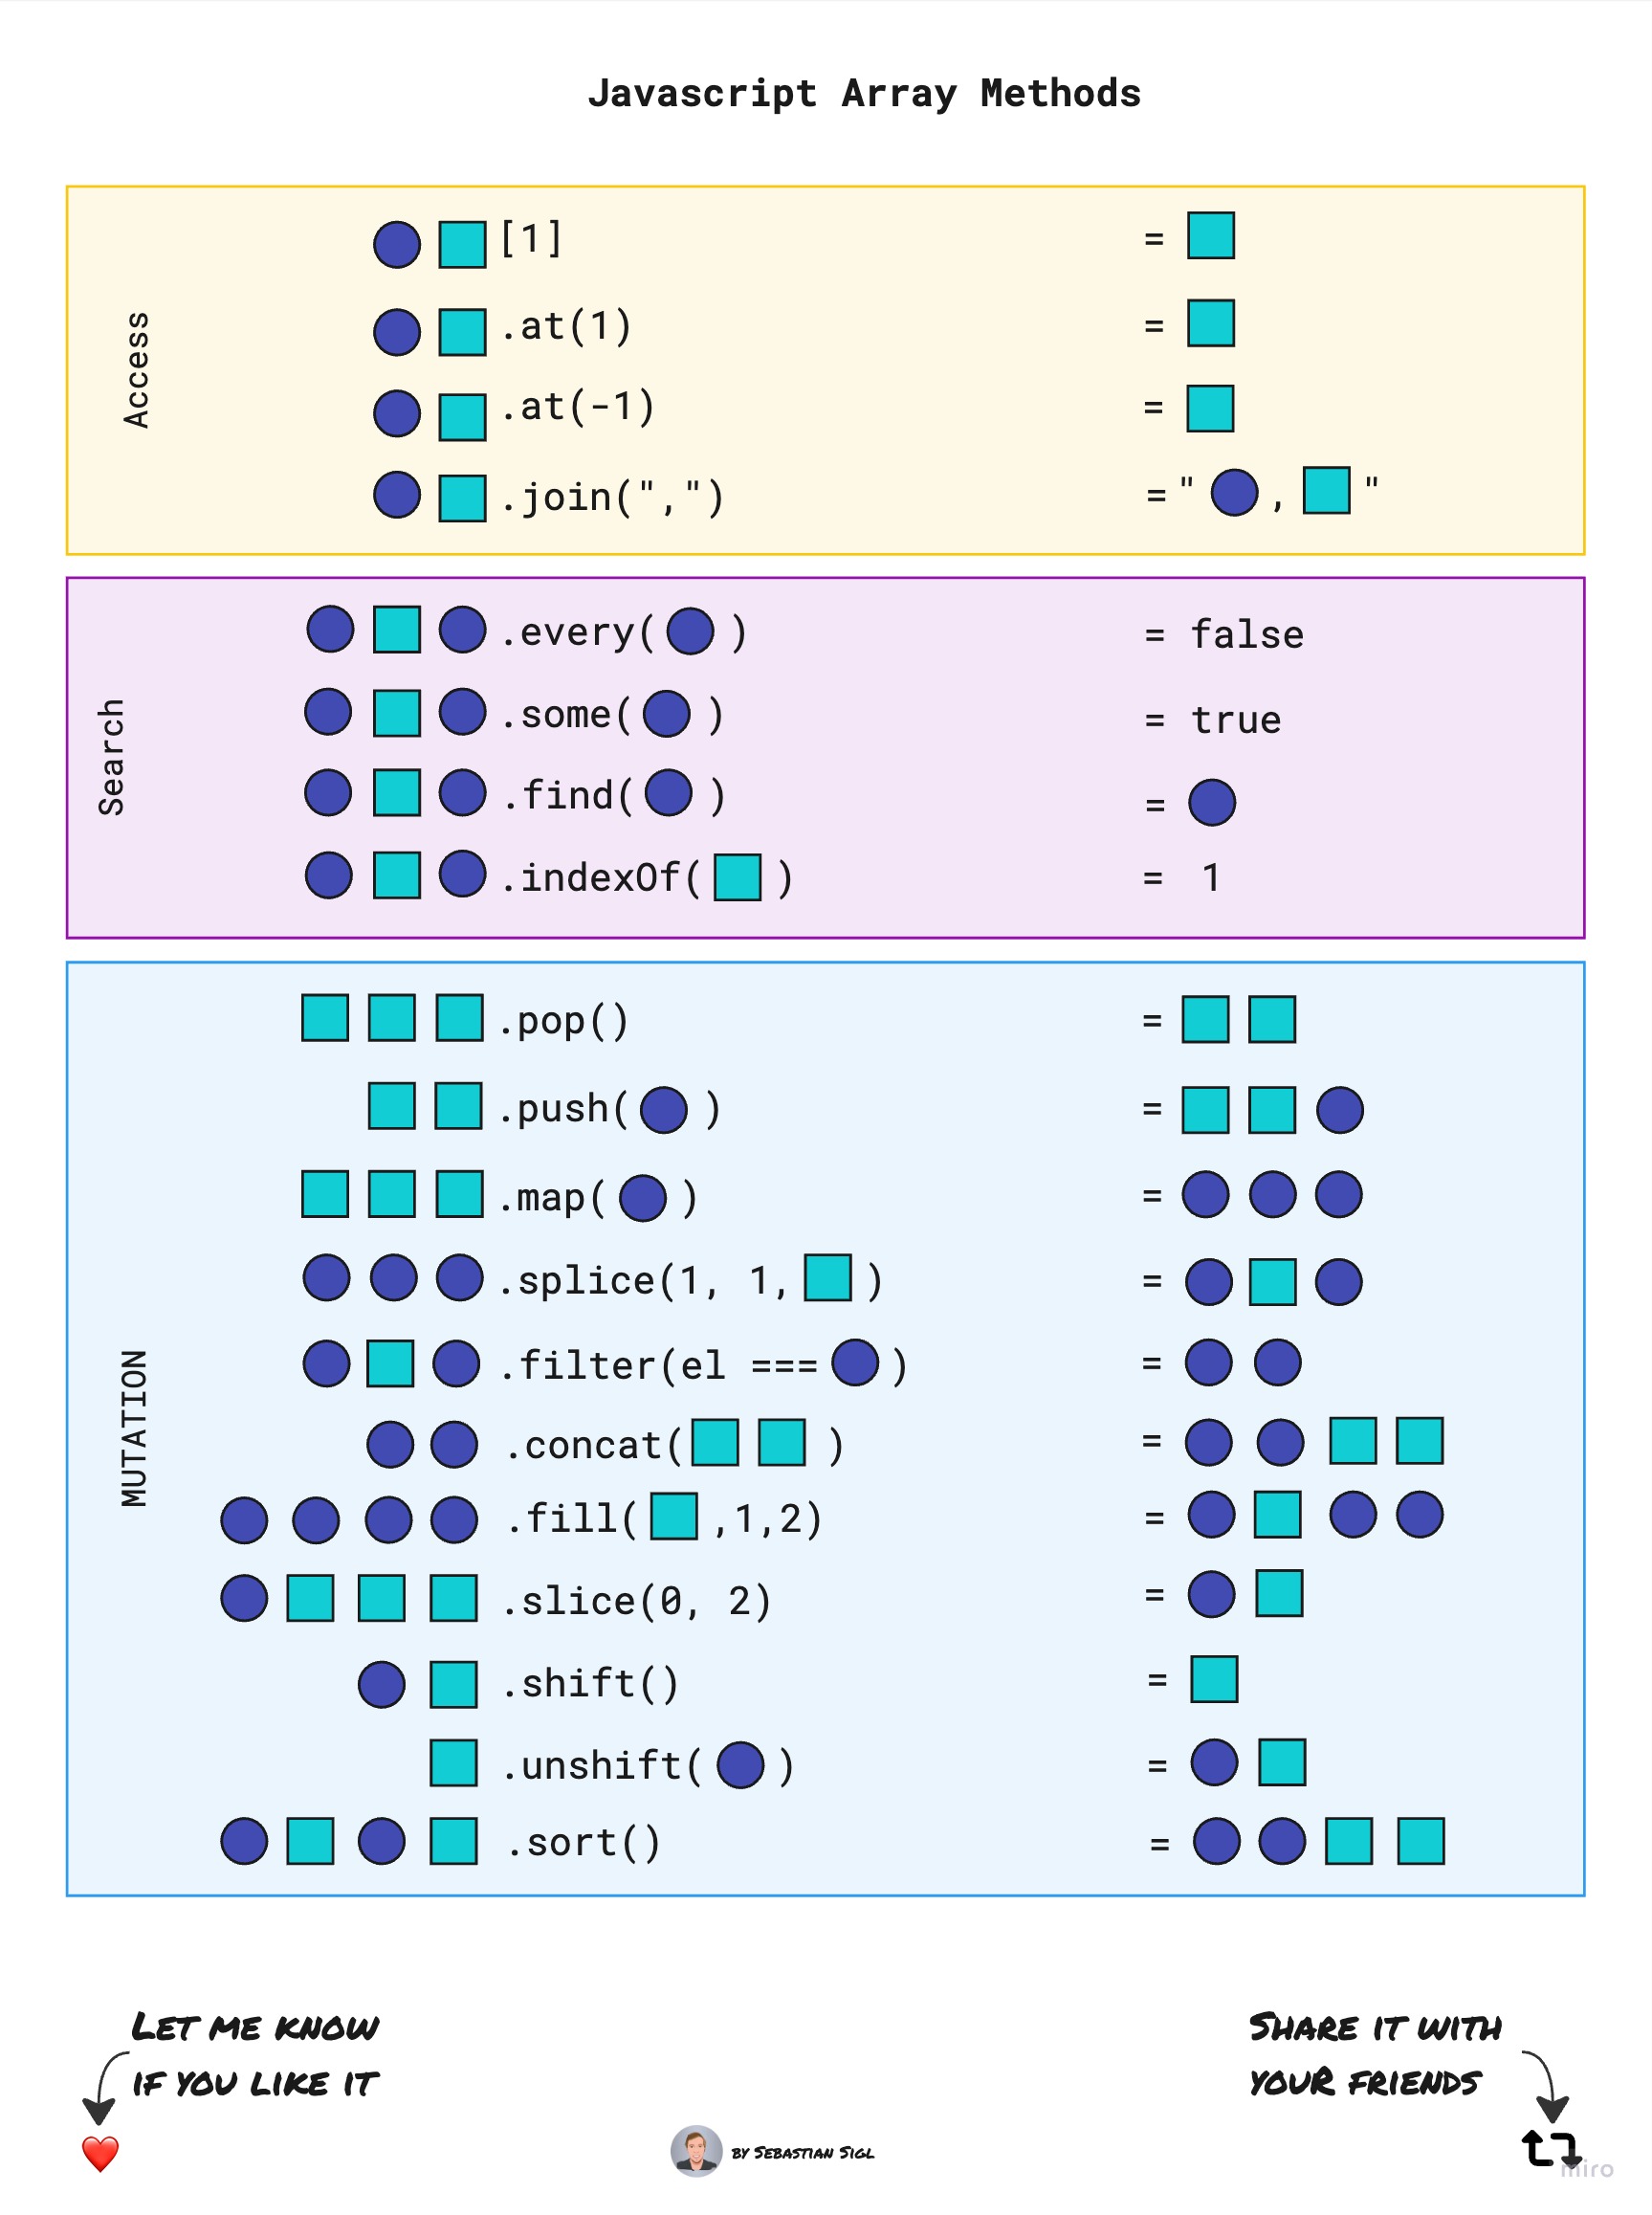 Javascript Array Methods
Access
[1] =
.at(1) =
.at(-1) =
.join(",") = " , "
Search
.every( ) = false
.some( ) = true
.find( ) =
.indexOf( ) = 1
MUTATION
.pop() =
.push( ) =
.map( ) =
.splice(1, 1, ) =
.filter(el === ) =
.concat( ) =
.fill( ,1,2) =
.slice(0, 2) =
.shift() =
.unshift( ) =
.sort() =
LET ME KNOW
IF YOU LIKE IT
SHARE IT WITH
YOUR FRIENDS
BY SEBASTIAN SIGL
miro